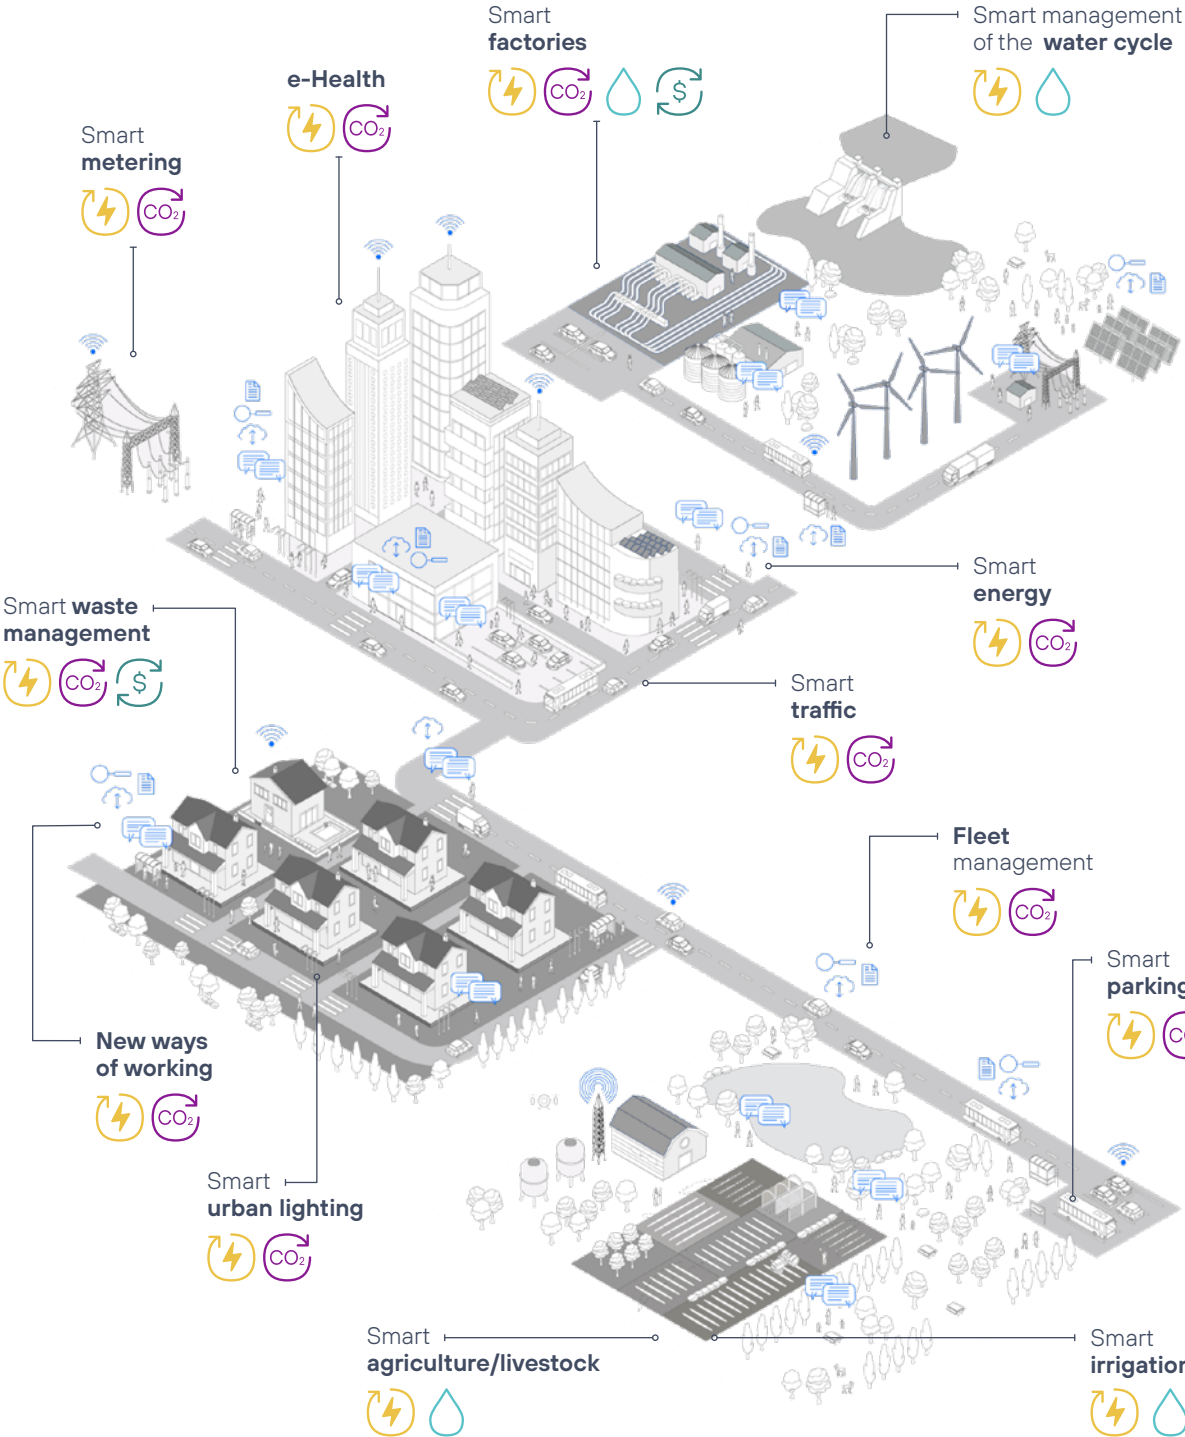 Smart
factories
CO₂
$
Smart management
of the water cycle
e-Health
CO₂
Smart
metering
CO₂
Smart
energy
CO₂
Smart waste
management
CO₂
$
Smart
traffic
CO₂
Fleet
management
CO₂
Smart
parking
New ways
of working
CO₂
Smart
urban lighting
CO₂
Smart
agriculture/livestock
Smart
irrigation